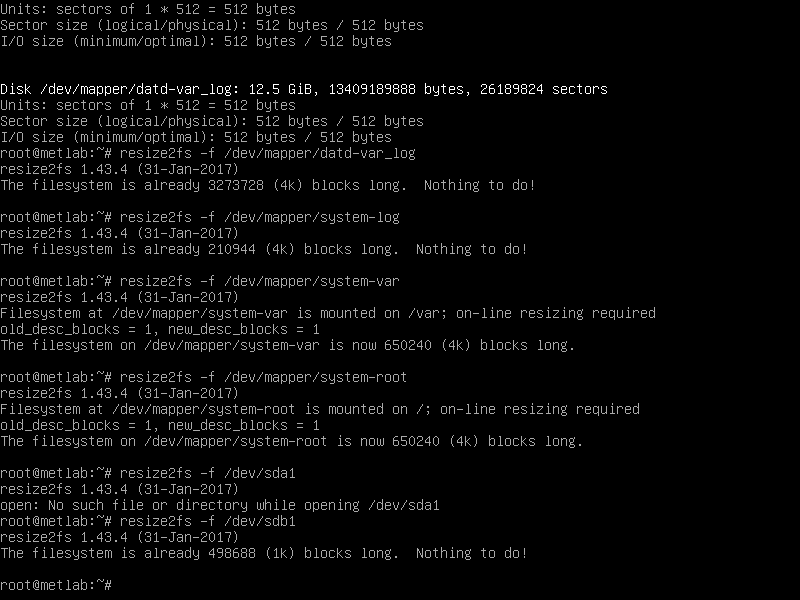 Units: sectors of 1 * 512 = 512 bytes
Sector size (logical/physical): 512 bytes / 512 bytes
I/O size (minimum/optimal): 512 bytes / 512 bytes
Disk /dev/mapper/datd-var_log: 12.5 GiB, 13409189888 bytes, 26189824 sectors
Units: sectors of 1 * 512 = 512 bytes
Sector size (logical/physical): 512 bytes / 512 bytes
I/O size (minimum/optimal): 512 bytes / 512 bytes
root@metlab:~# resize2fs -f /dev/mapper/datd-var_log
resize2fs 1.43.4 (31-Jan-2017)
The filesystem is already 3273728 (4k) blocks long.  Nothing to do!
root@metlab:~# resize2fs -f /dev/mapper/system-log
resize2fs 1.43.4 (31-Jan-2017)
The filesystem is already 210944 (4k) blocks long.  Nothing to do!
root@metlab:~# resize2fs -f /dev/mapper/system-var
resize2fs 1.43.4 (31-Jan-2017)
Filesystem at /dev/mapper/system-var is mounted on /var; on-line resizing required
old_desc_blocks = 1, new_desc_blocks = 1
The filesystem on /dev/mapper/system-var is now 650240 (4k) blocks long.
root@metlab:~# resize2fs -f /dev/mapper/system-root
resize2fs 1.43.4 (31-Jan-2017)
Filesystem at /dev/mapper/system-root is mounted on /; on-line resizing required
old_desc_blocks = 1, new_desc_blocks = 1
The filesystem on /dev/mapper/system-root is now 650240 (4k) blocks long.
root@metlab:~# resize2fs -f /dev/sda1
resize2fs 1.43.4 (31-Jan-2017)
open: No such file or directory while opening /dev/sda1
root@metlab:~# resize2fs -f /dev/sdb1
resize2fs 1.43.4 (31-Jan-2017)
The filesystem is already 498688 (1k) blocks long.  Nothing to do!
root@metlab:~#